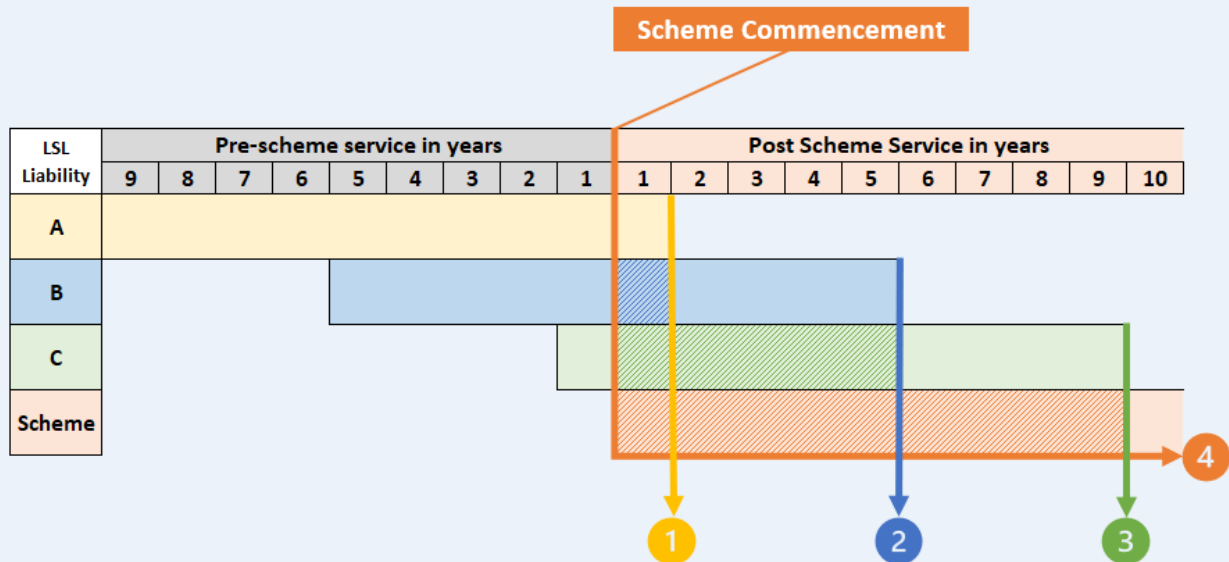 Scheme Commencement
LSL Liability
Pre-scheme service in years
Post Scheme Service in years
9 8 7 6 5 4 3 2 1 1 2 3 4 5 6 7 8 9 10
A
B
C
Scheme
4
1 2 3